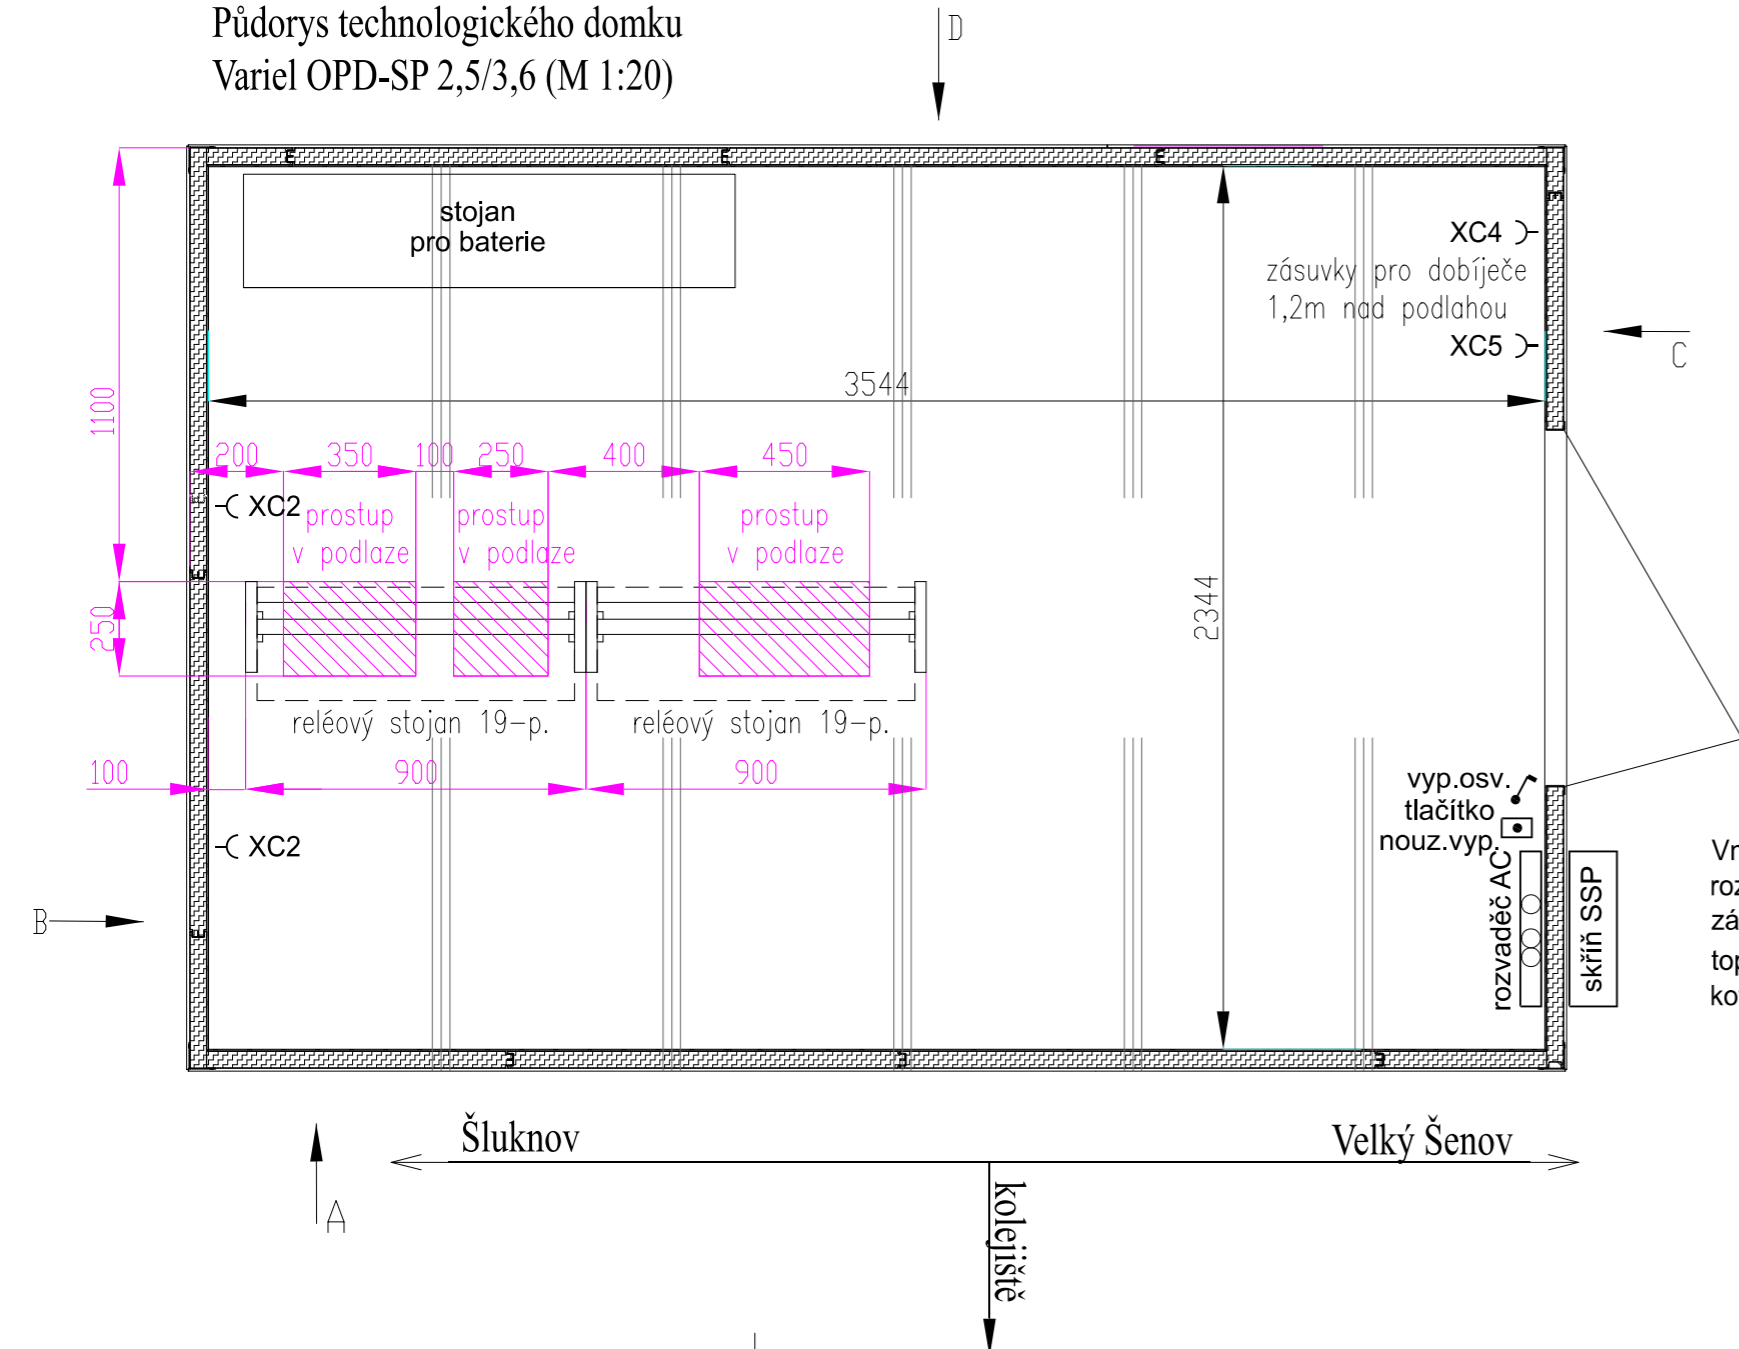 Půdorys technologického domku
Variel OPD-SP 2,5/3,6 (M 1:20)
D
stojan
pro baterie
XC4
zásuvky pro dobíječe
1,2m nad podlahou
XC5
C
3544
1100
200 350 100 250 400 450
XC2
prostup
v podlaze
prostup
v podlaze
prostup
v podlaze
250
2344
reléový stojan 19-p.
reléový stojan 19-p.
100 900 900
vyp.osv.
tlačítko
nouz.vyp.
XC2
rozvaděč AC
skříň SSP
B
Šluknov
Velký Šenov
A
kolejiště